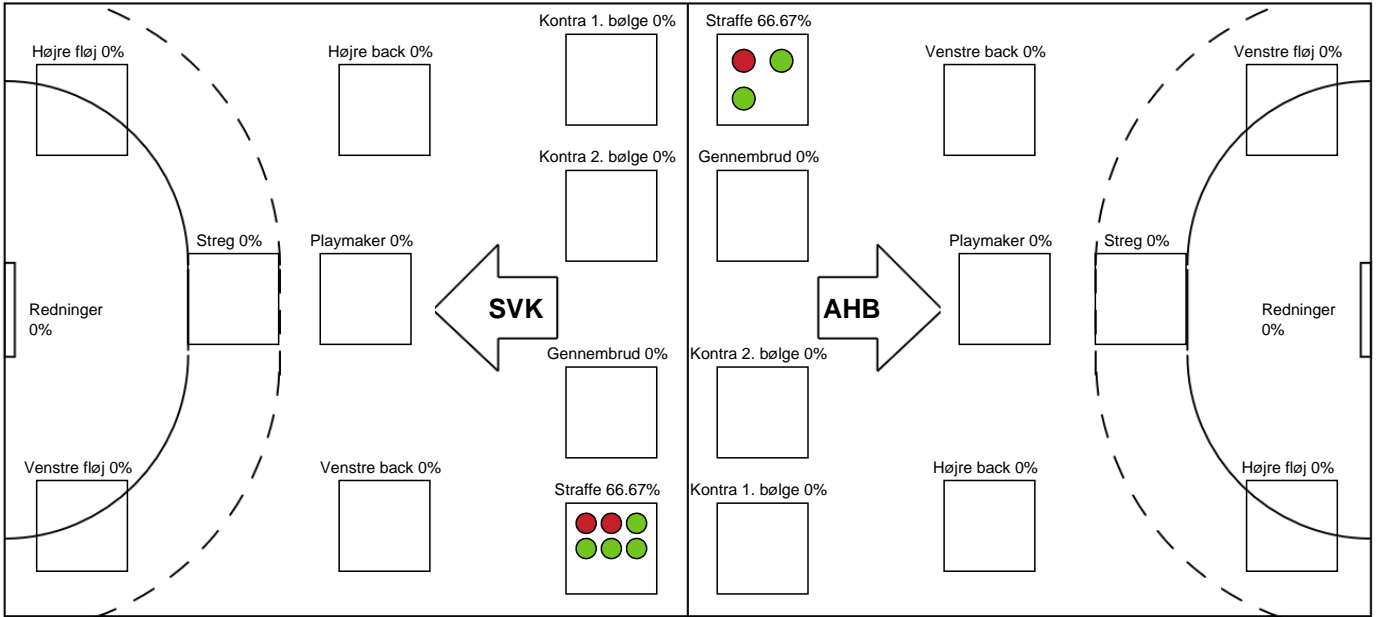 Kontra 1. bølge 0%
Straffe 66.67%
Højre fløj 0%
Højre back 0%
Venstre back 0%
Venstre fløj 0%
Kontra 2. bølge 0%
Gennembrud 0%
Streg 0%
Playmaker 0%
Playmaker 0%
Streg 0%
Redninger
0%
SVK
AHB
Redninger
0%
Gennembrud 0%
Kontra 2. bølge 0%
Venstre fløj 0%
Venstre back 0%
Højre back 0%
Højre fløj 0%
Straffe 66.67%
Kontra 1. bølge 0%